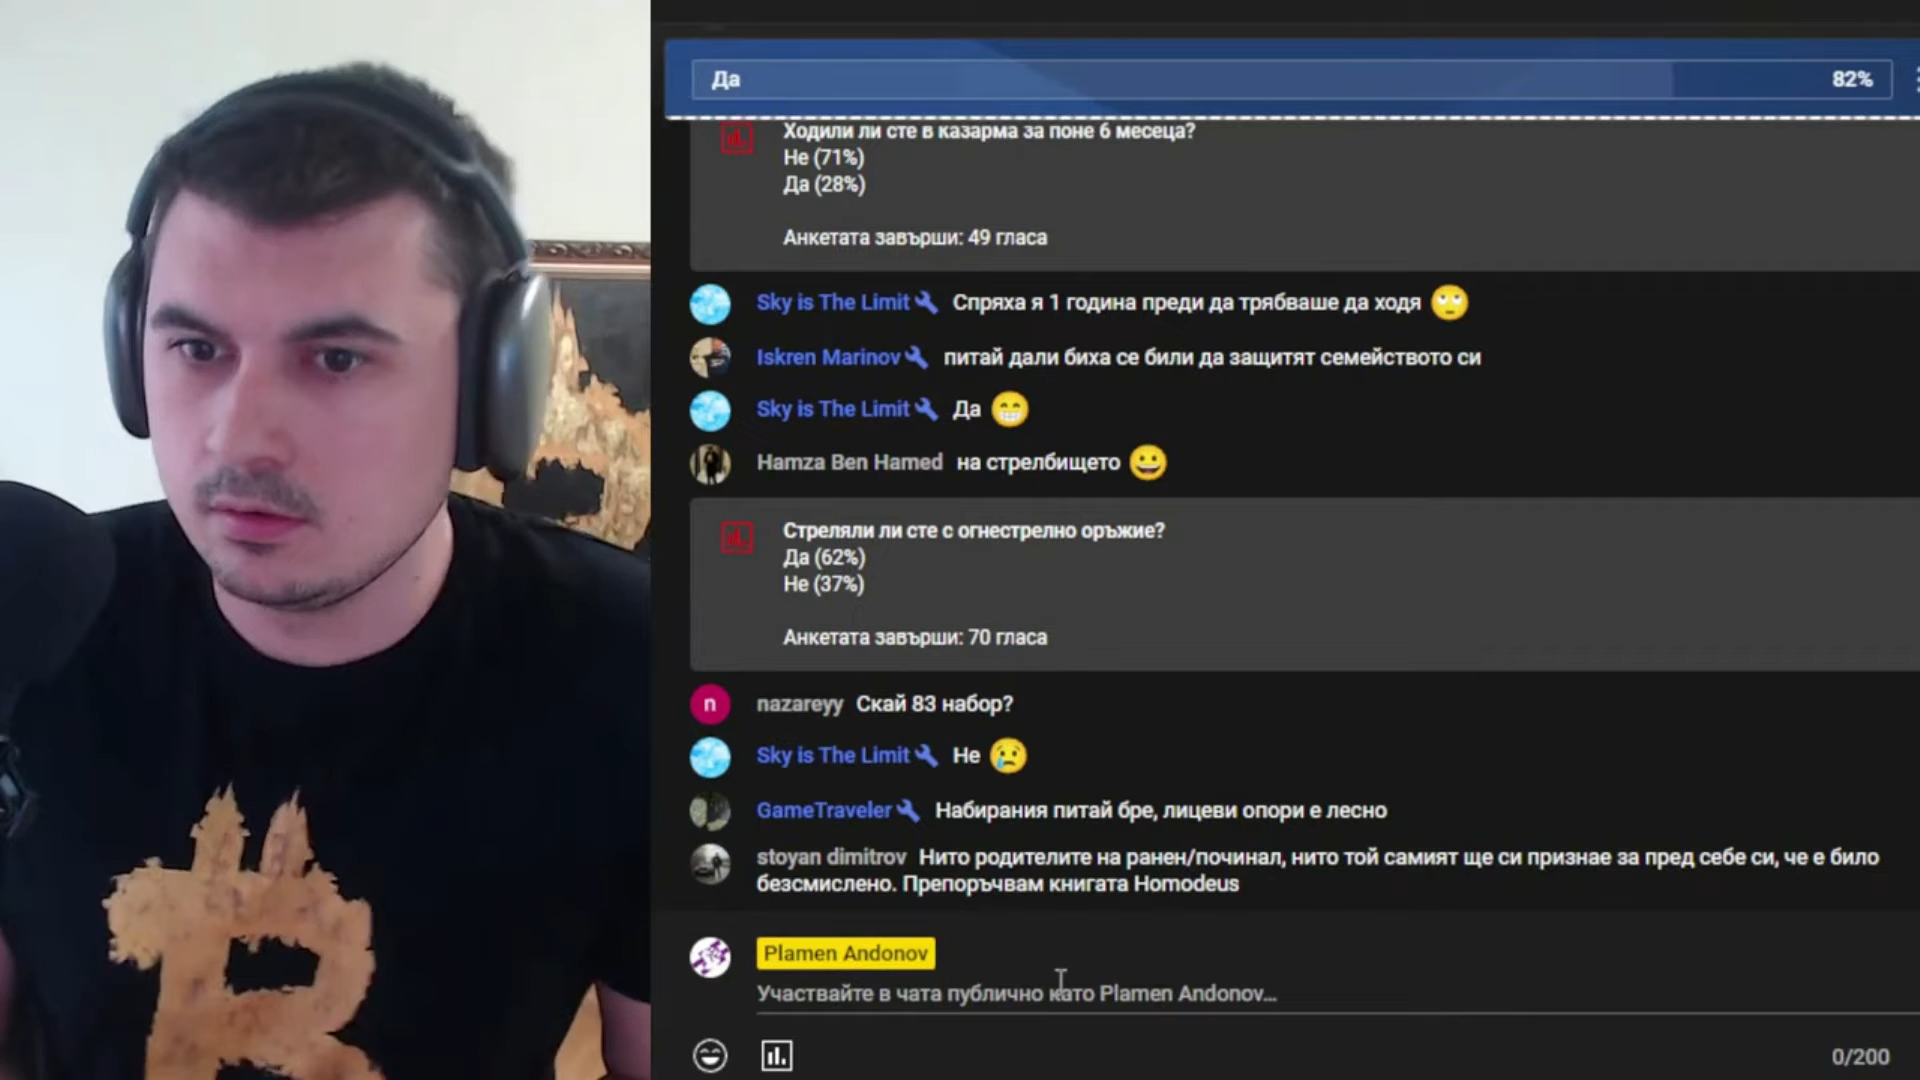 Да
82%
Ходили ли сте в казарма за поне 6 месеца?
Не (71%)
Да (28%)
Анкетата завърши: 49 гласа
Sky is The Limit Спряха я 1 година преди да трябваше да ходя 🙄
Iskren Marinov питай дали биха се били да защитят семейството си
Sky is The Limit Да 😁
Hamza Ben Hamed на стрелбището 😀
Стреляли ли сте с огнестрелно оръжие?
Да (62%)
Не (37%)
Анкетата завърши: 70 гласа
n nazareyy Скай 83 набор?
Sky is The Limit Не 😢
GameTraveler Набирания питай бре, лицеви опори е лесно
stoyan dimitrov Нито родителите на ранен/починал, нито той самият ще си признае за пред себе си, че е било
безсмислено. Препоръчвам книгата Homodeus
Plamen Andonov
Участвайте в чата публично като Plamen Andonov...
0/200